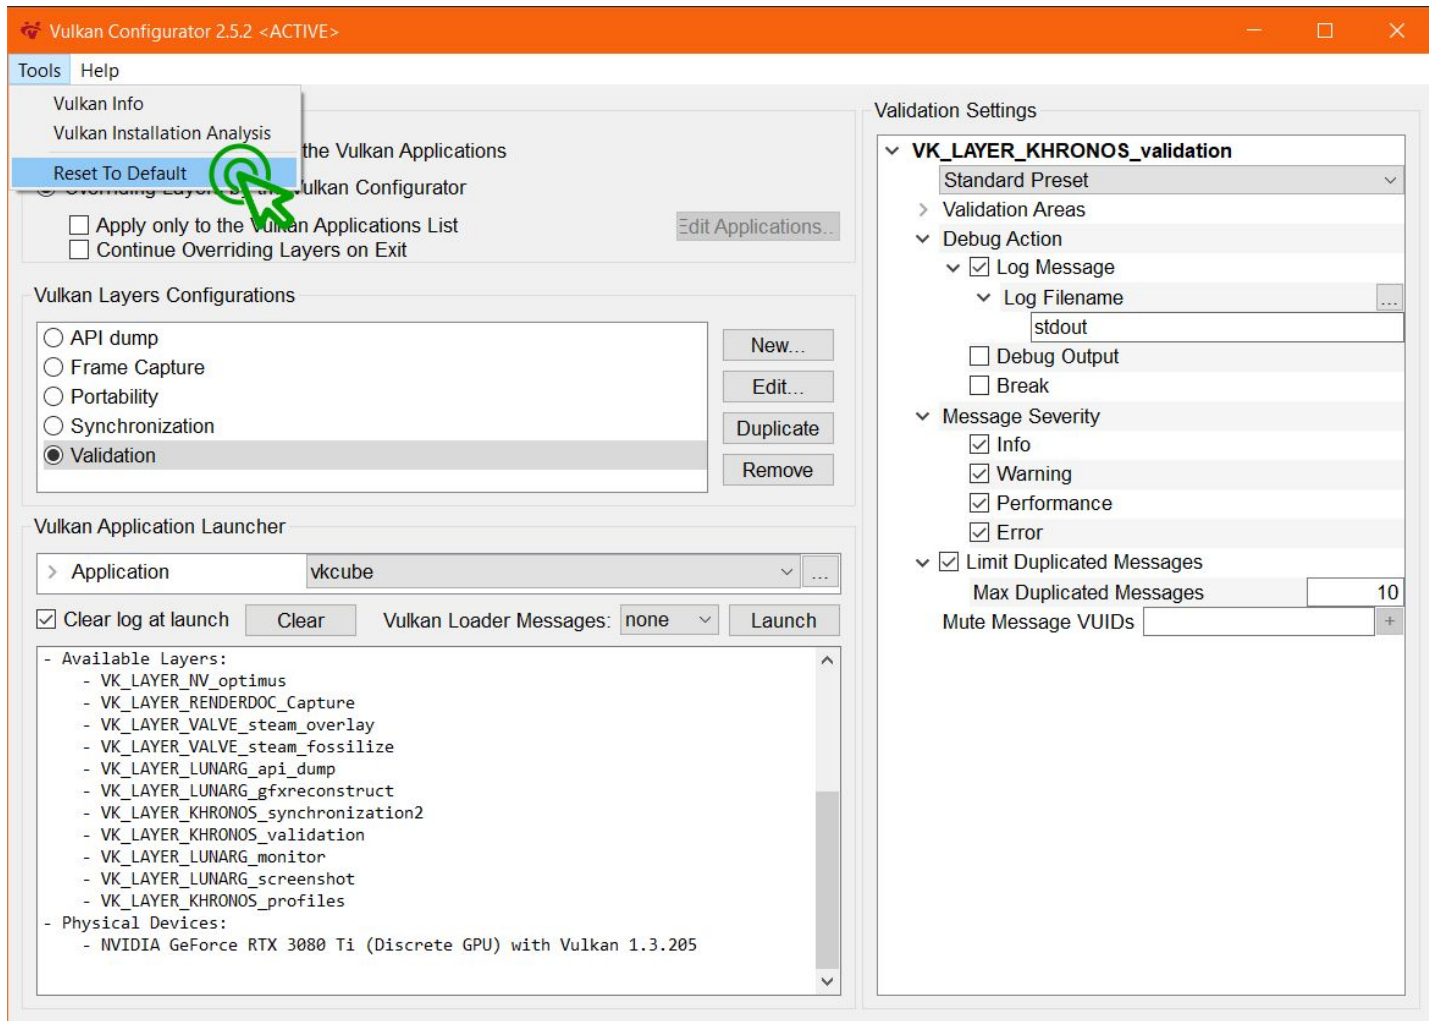 Vulkan Configurator 2.5.2 <ACTIVE>
Tools Help
Vulkan Info
Vulkan Installation Analysis
Reset To Default
the Vulkan Applications
Overriding Layers by the Vulkan Configurator
Apply only to the Vulkan Applications List
Edit Applications...
Continue Overriding Layers on Exit
Vulkan Layers Configurations
API dump
Frame Capture
Portability
Synchronization
Validation
New...
Edit...
Duplicate
Remove
Vulkan Application Launcher
Application vkcube ...
Clear log at launch Clear Vulkan Loader Messages: none Launch
- Available Layers:
- VK_LAYER_NV_optimus
- VK_LAYER_RENDERDOC_Capture
- VK_LAYER_VALVE_steam_overlay
- VK_LAYER_VALVE_steam_fossilize
- VK_LAYER_LUNARG_api_dump
- VK_LAYER_LUNARG_gfxreconstruct
- VK_LAYER_KHRONOS_synchronization2
- VK_LAYER_KHRONOS_validation
- VK_LAYER_LUNARG_monitor
- VK_LAYER_LUNARG_screenshot
- VK_LAYER_KHRONOS_profiles
- Physical Devices:
- NVIDIA GeForce RTX 3080 Ti (Discrete GPU) with Vulkan 1.3.205
Validation Settings
VK_LAYER_KHRONOS_validation
Standard Preset
Validation Areas
Debug Action
Log Message
Log Filename ...
stdout
Debug Output
Break
Message Severity
Info
Warning
Performance
Error
Limit Duplicated Messages
Max Duplicated Messages 10
Mute Message VUIDs +